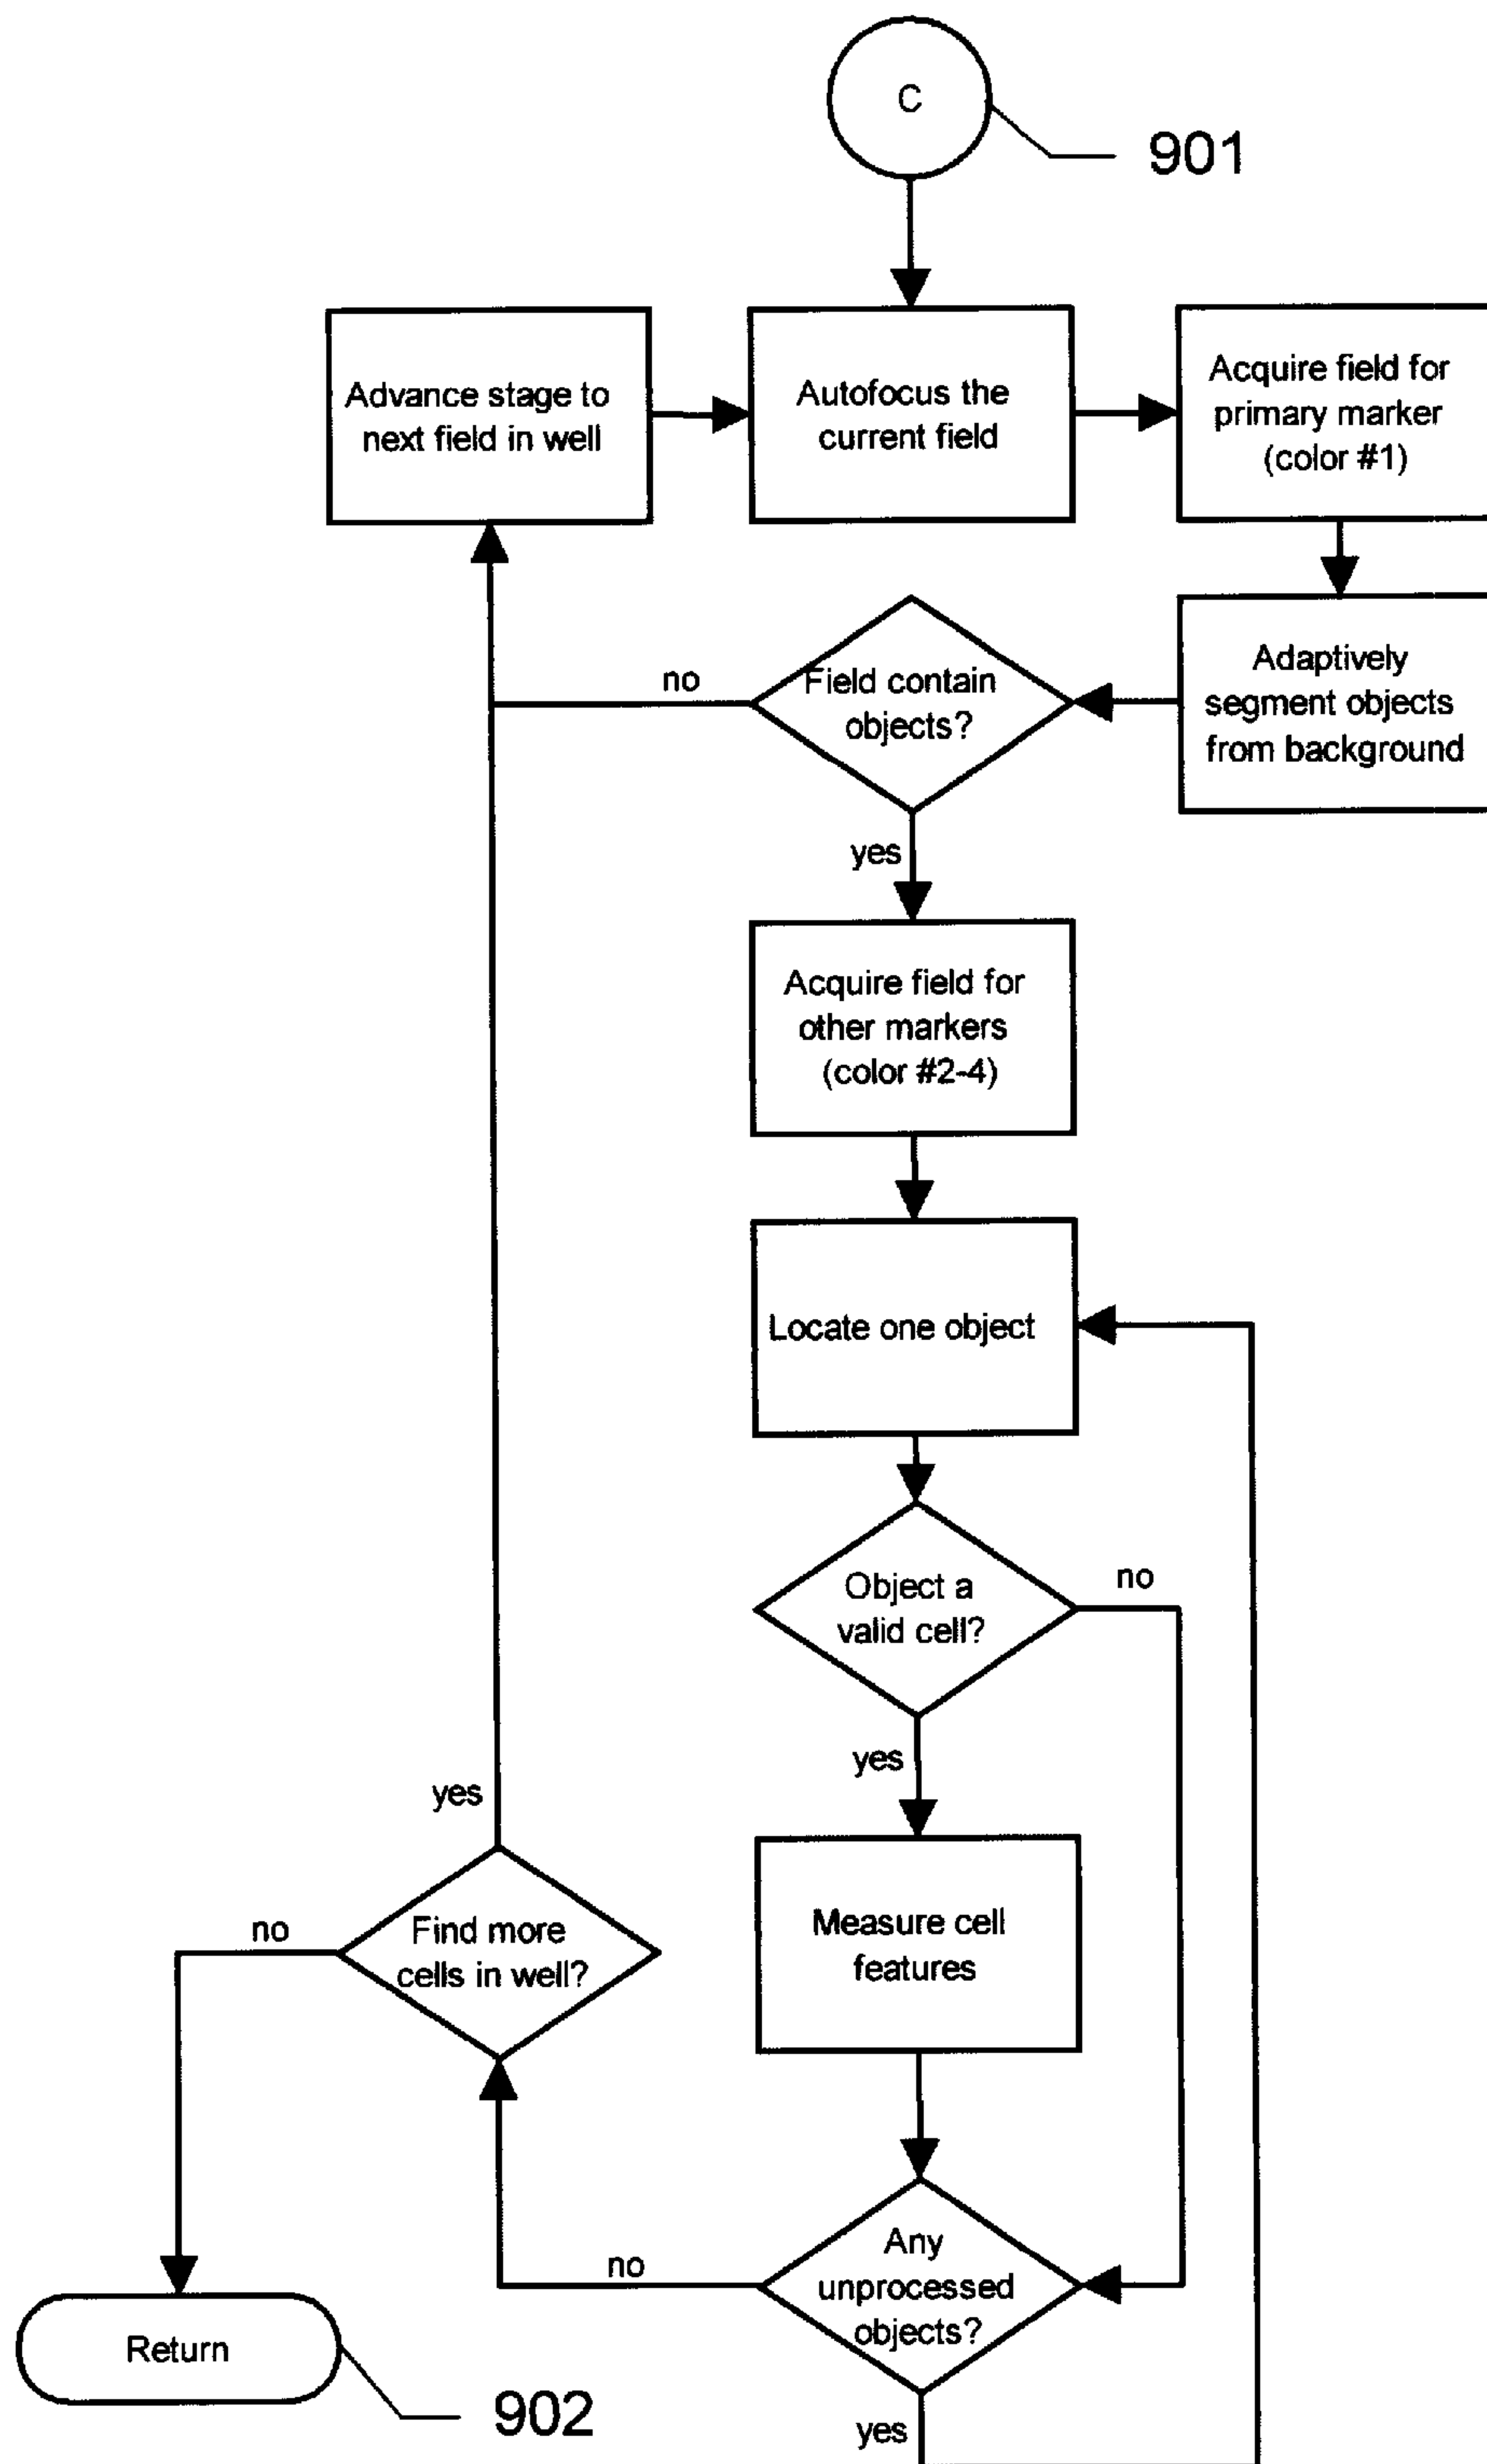 C
901
Advance stage to
next field in well
Autofocus the
current field
Acquire field for
primary marker
(color #1)
Adaptively
segment objects
from background
Field contain
objects?
no
yes
Acquire field for
other markers
(color #2-4)
Locate one object
Object a
valid cell?
no
yes
Measure cell
features
Any
unprocessed
objects?
no
yes
Find more
cells in well?
yes
no
Return
902